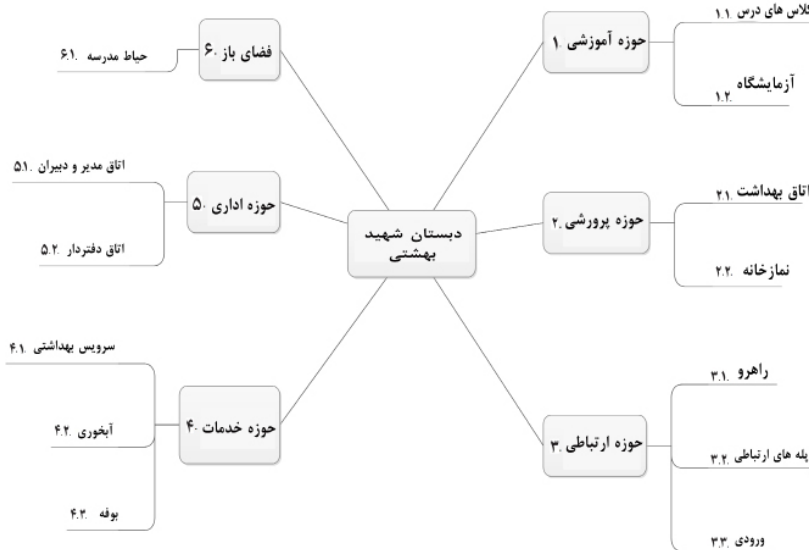 دبستان شهید
بهشتی
۱. حوزه آموزشی
۱.۱. کلاس های درس
۱.۲. آزمایشگاه
۲. حوزه پرورشی
۲.۱. اتاق بهداشت
۲.۲. نمازخانه
۳. حوزه ارتباطی
۳.۱. راهرو
۳.۲. پله های ارتباطی
۳.۳. ورودی
۴. حوزه خدمات
۴.۱. سرویس بهداشتی
۴.۲. آبخوری
۴.۳. بوفه
۵. حوزه اداری
۵.۱. اتاق مدیر و دبیران
۵.۲. اتاق دفتردار
۶. فضای باز
۶.۱. حیاط مدرسه